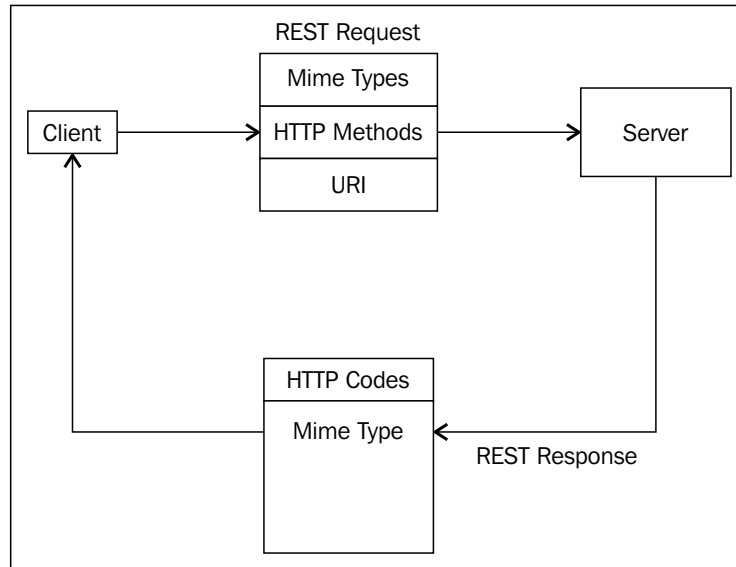 REST Request
Mime Types
Client
HTTP Methods
Server
URI
HTTP Codes
Mime Type
REST Response